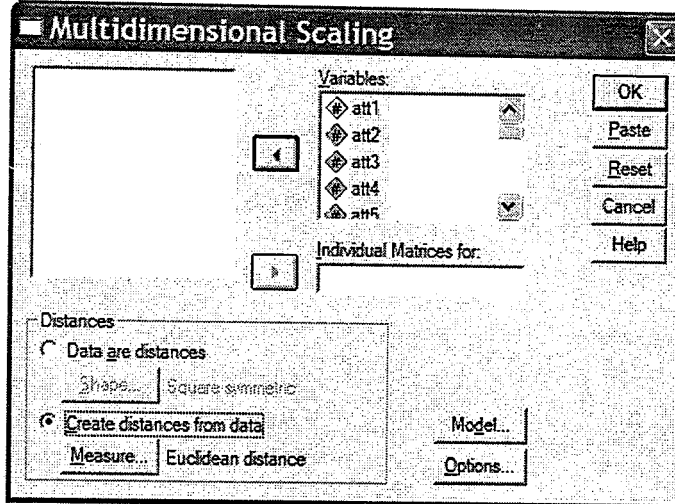 Multidimensional Scaling
Variables:
att1
att2
att3
att4
att5
OK
Paste
Reset
Cancel
Help
Individual Matrices for:
Distances
Data are distances
Shape... Square symmetric
Create distances from data
Measure... Euclidean distance
Model...
Options...